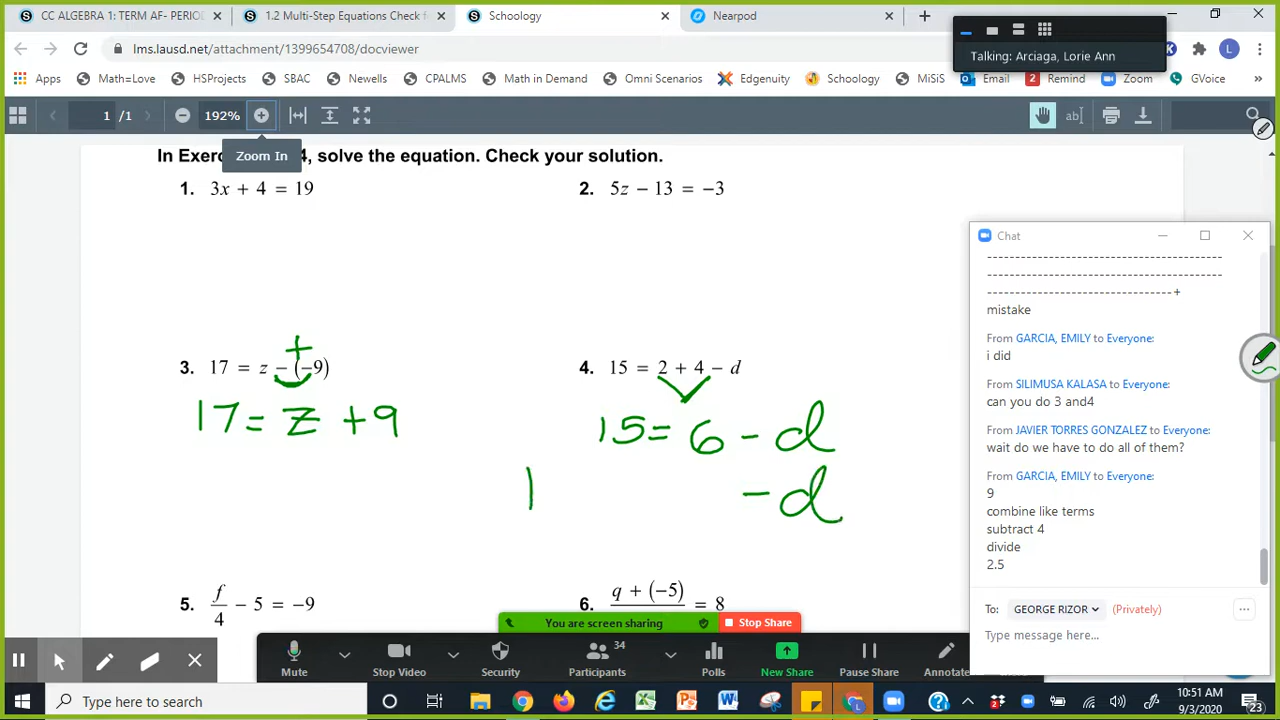 CC ALGEBRA 1: TERM AF- PERIOD
1.2 Multi-Step Equations Check f
Schoology
Nearpod
Talking: Arciaga, Lorie Ann
lms.lausd.net/attachment/1399654708/docviewer
K
L
Apps
Math=Love
HSProjects
SBAC
Newells
CPALMS
Math in Demand
Omni Scenarios
Edgenuity
Schoology
MiSiS
Email
2 Remind
Zoom
GVoice
1 /1
192%
ab
Zoom In
In Exer 4, solve the equation. Check your solution.
1. 3x + 4 = 19
2. 5z − 13 = −3
+
3. 17 = z − (−9)
4. 15 = 2 + 4 − d
17 = z + 9
15 = 6 − d
1 − d
5. f/4 − 5 = −9
6. q + (−5) = 8
Chat
-----------------------------------------
-----------------------------------------
--------------------------------+
mistake
From GARCIA, EMILY to Everyone:
i did
From SILIMUSA KALASA to Everyone:
can you do 3 and4
From JAVIER TORRES GONZALEZ to Everyone:
wait do we have to do all of them?
From GARCIA, EMILY to Everyone:
9
combine like terms
subtract 4
divide
2.5
To: GEORGE RIZOR (Privately)
Type message here...
You are screen sharing
Stop Share
34
Mute
Stop Video
Security
Participants
Polls
New Share
Pause Share
Annotate
Type here to search
10:51 AM
9/3/2020
23